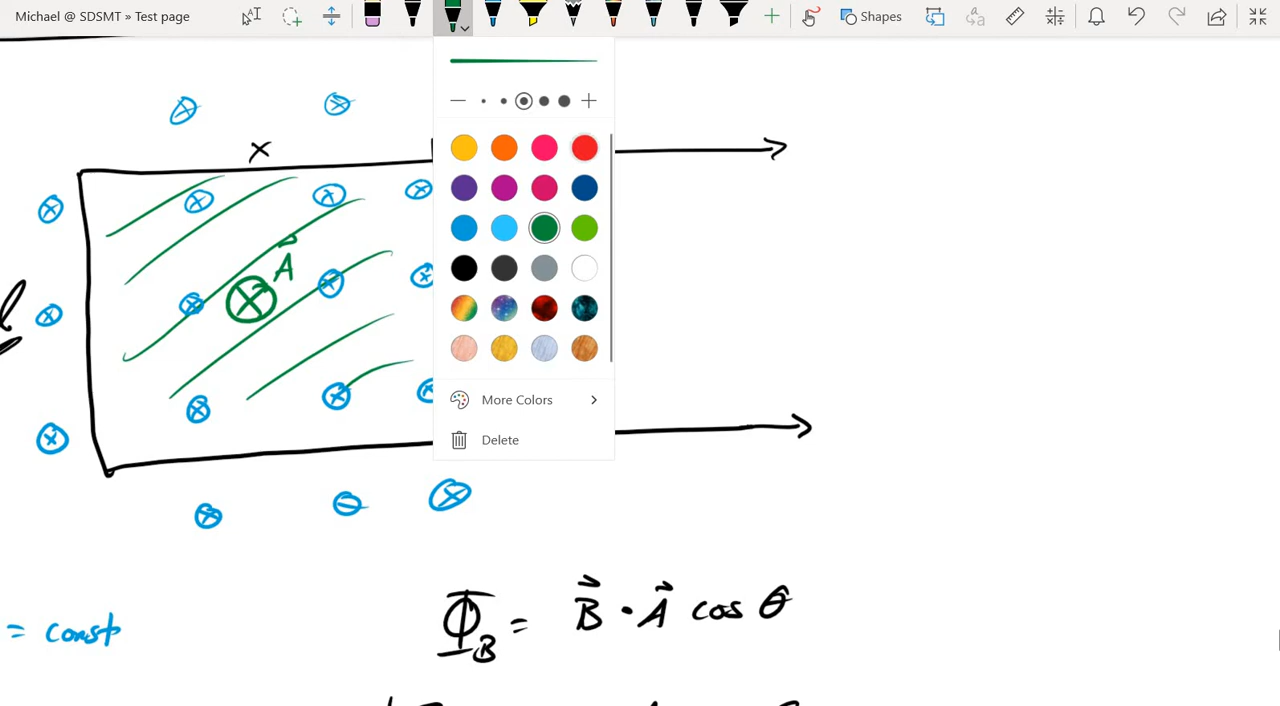 Michael @ SDSMT » Test page
Shapes
x
A⃗
l
More Colors
Delete
Φ_B = B⃗ · A⃗ cos θ
= const